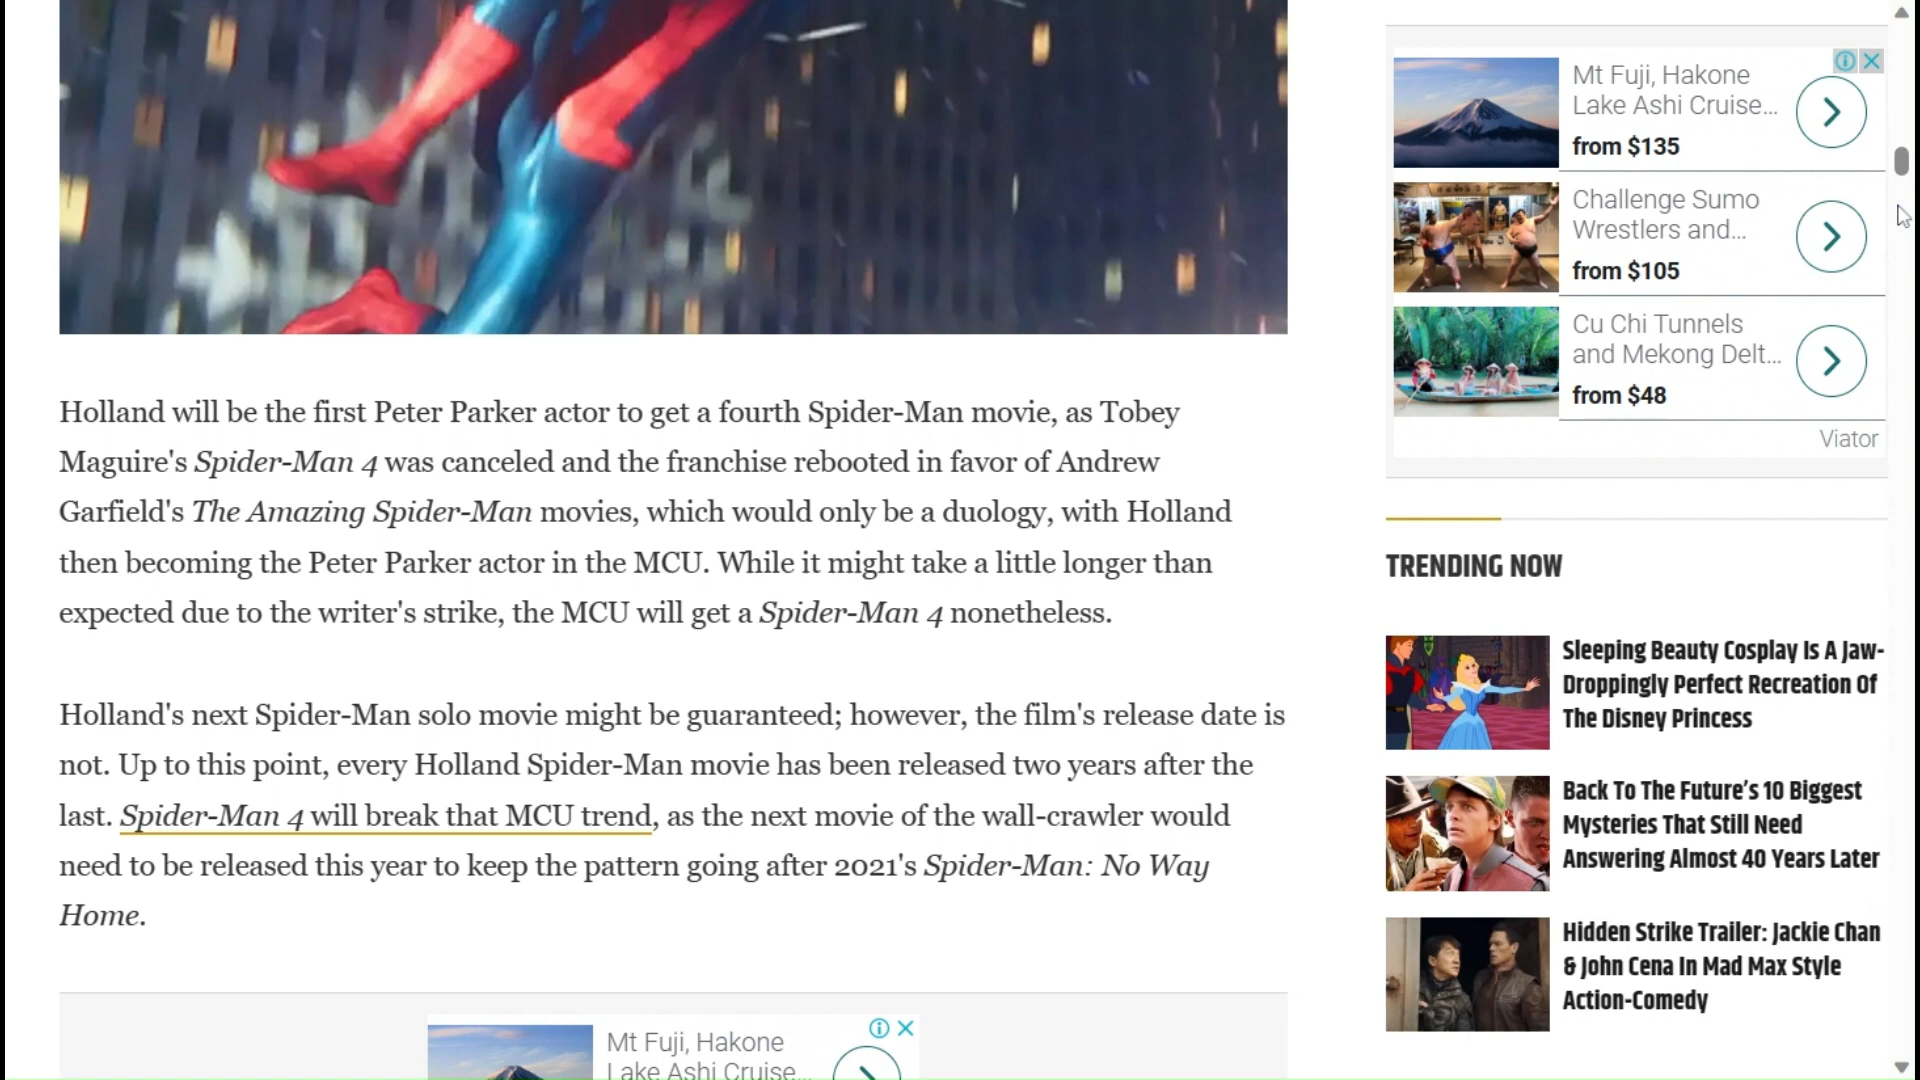 Holland will be the first Peter Parker actor to get a fourth Spider-Man movie, as Tobey
Maguire's Spider-Man 4 was canceled and the franchise rebooted in favor of Andrew
Garfield's The Amazing Spider-Man movies, which would only be a duology, with Holland
then becoming the Peter Parker actor in the MCU. While it might take a little longer than
expected due to the writer's strike, the MCU will get a Spider-Man 4 nonetheless.
Holland's next Spider-Man solo movie might be guaranteed; however, the film's release date is
not. Up to this point, every Holland Spider-Man movie has been released two years after the
last. Spider-Man 4 will break that MCU trend, as the next movie of the wall-crawler would
need to be released this year to keep the pattern going after 2021's Spider-Man: No Way
Home.
Mt Fuji, Hakone
Lake Ashi Cruise...
Mt Fuji, Hakone
Lake Ashi Cruise...
from $135
Challenge Sumo
Wrestlers and...
from $105
Cu Chi Tunnels
and Mekong Delt...
from $48
Viator
TRENDING NOW
Sleeping Beauty Cosplay Is A Jaw-
Droppingly Perfect Recreation Of
The Disney Princess
Back To The Future's 10 Biggest
Mysteries That Still Need
Answering Almost 40 Years Later
Hidden Strike Trailer: Jackie Chan
& John Cena In Mad Max Style
Action-Comedy